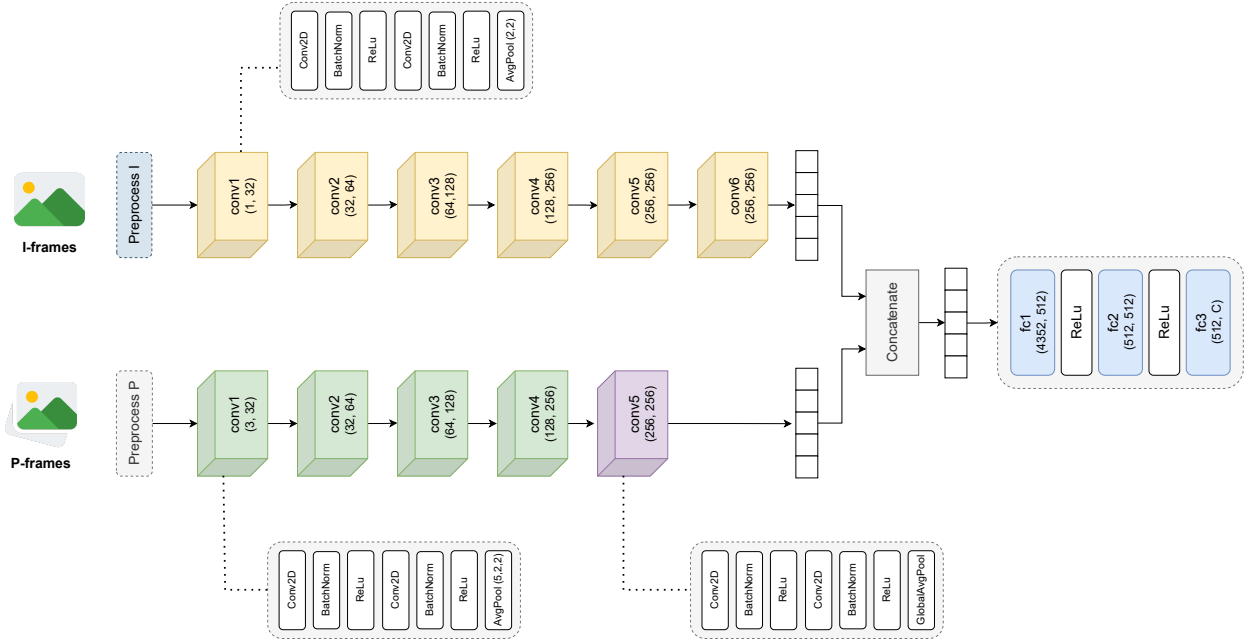 Conv2D
BatchNorm
ReLu
Conv2D
BatchNorm
ReLu
AvgPool (2,2)
I-frames
Preprocess I
conv1
(1, 32)
conv2
(32, 64)
conv3
(64,128)
conv4
(128, 256)
conv5
(256, 256)
conv6
(256, 256)
Concatenate
fc1
(4352, 512)
ReLu
fc2
(512, 512)
ReLu
fc3
(512, C)
P-frames
Preprocess P
conv1
(3, 32)
conv2
(32, 64)
conv3
(64, 128)
conv4
(128, 256)
conv5
(256, 256)
Conv2D
BatchNorm
ReLu
Conv2D
BatchNorm
ReLu
AvgPool (5,2,2)
Conv2D
BatchNorm
ReLu
Conv2D
BatchNorm
ReLu
GlobalAvgPool